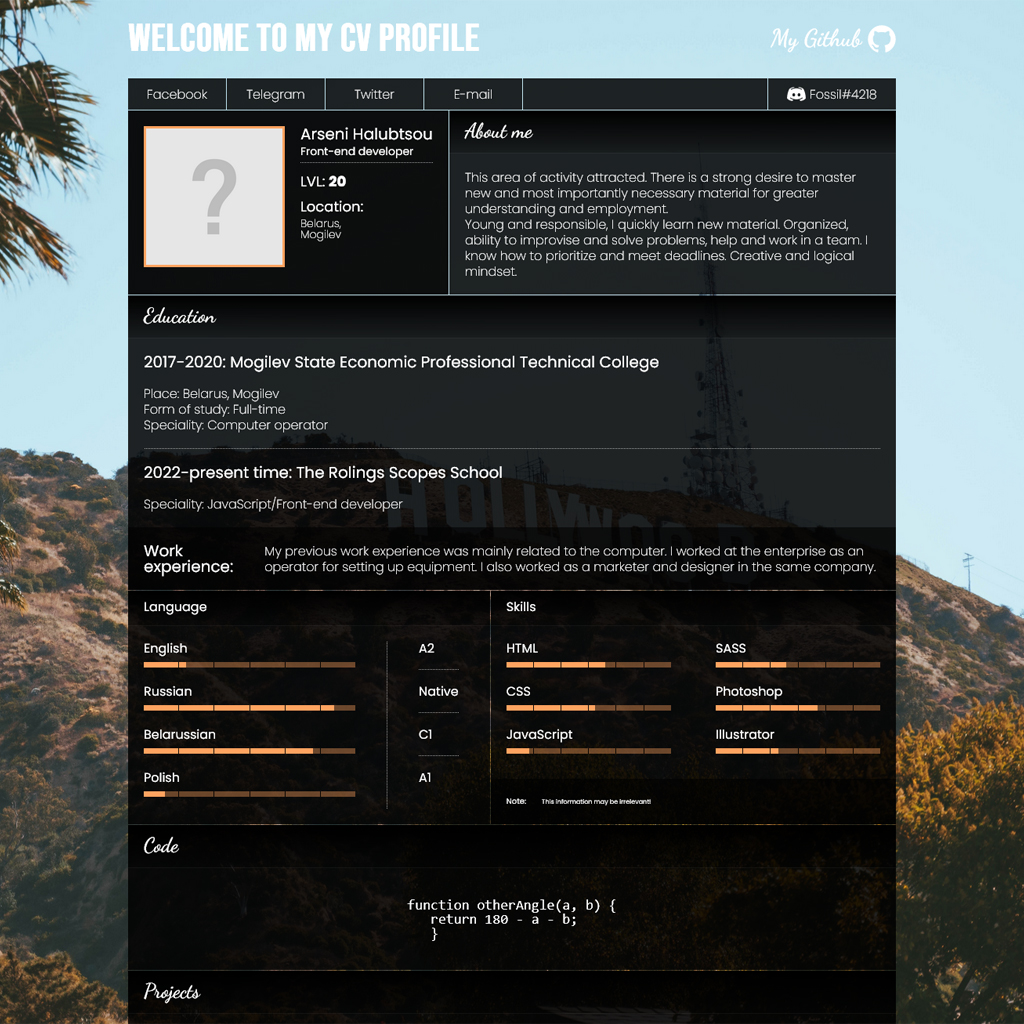 WELCOME TO MY CV PROFILE
My Github
Facebook
Telegram
Twitter
E-mail
Fossil#4218
?
Arseni Halubtsou
Front-end developer
LVL: 20
Location:
Belarus,
Mogilev
About me
This area of activity attracted. There is a strong desire to master
new and most importantly necessary material for greater
understanding and employment.
Young and responsible, I quickly learn new material. Organized,
ability to improvise and solve problems, help and work in a team. I
know how to prioritize and meet deadlines. Creative and logical
mindset.
Education
2017-2020: Mogilev State Economic Professional Technical College
Place: Belarus, Mogilev
Form of study: Full-time
Speciality: Computer operator
2022-present time: The Rolings Scopes School
Speciality: JavaScript/Front-end developer
HOLLYWOOD
Work
experience:
My previous work experience was mainly related to the computer. I worked at the enterprise as an
operator for setting up equipment. I also worked as a marketer and designer in the same company.
Language
English
A2
Russian
Native
Belarussian
C1
Polish
A1
Skills
HTML
SASS
CSS
Photoshop
JavaScript
Illustrator
Note:
This information may be irrelevant!
Code
function otherAngle(a, b) {
return 180 - a - b;
}
Projects